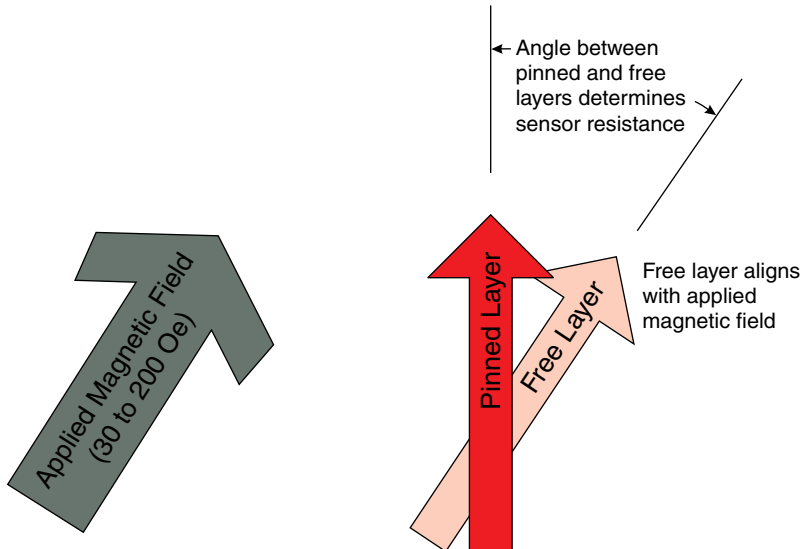 Angle between
pinned and free
layers determines
sensor resistance
Applied Magnetic Field
(30 to 200 Oe)
Pinned Layer
Free Layer
Free layer aligns
with applied
magnetic field